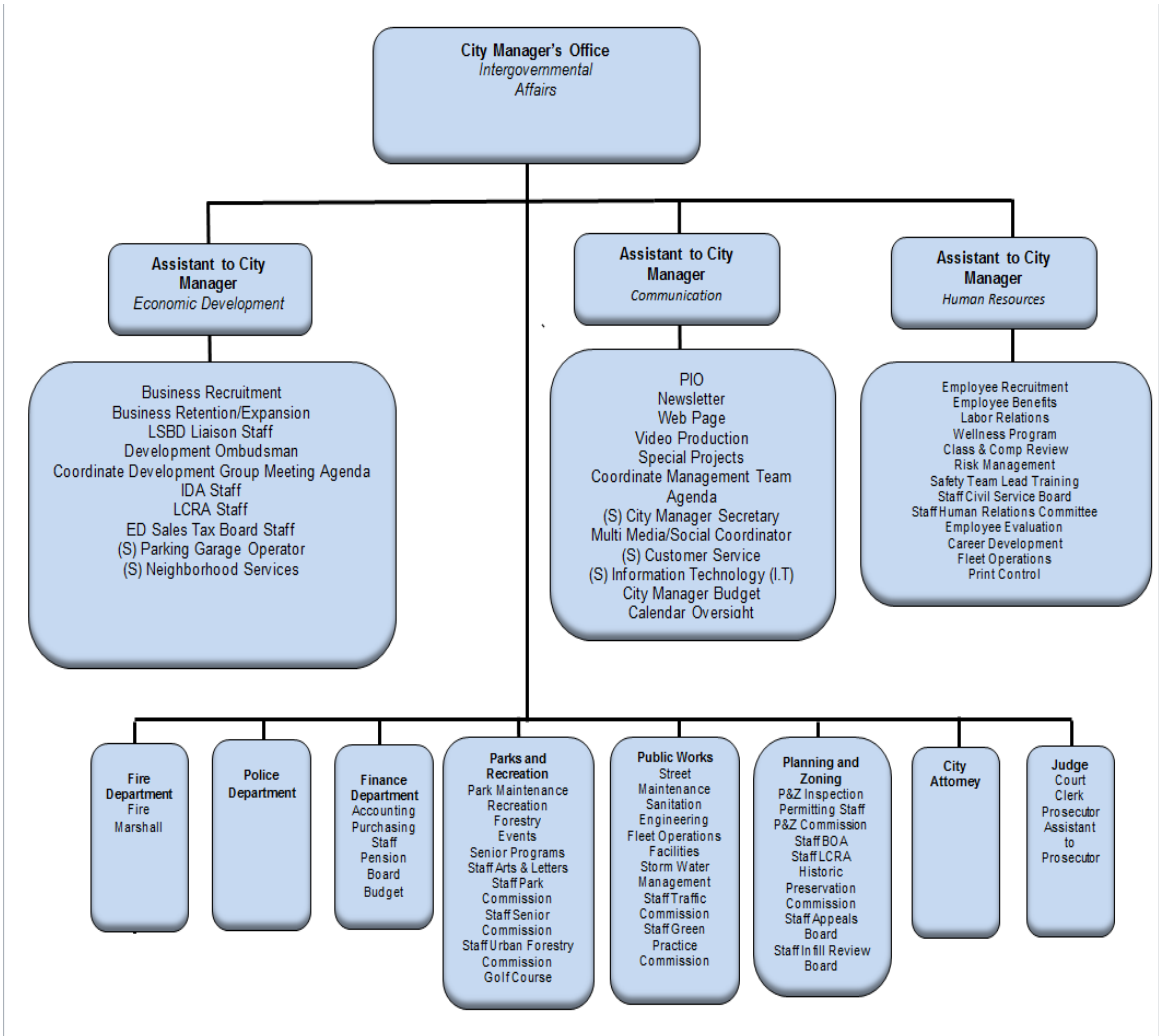 City Manager's Office
Intergovernmental
Affairs
Assistant to City
Manager
Economic Development
Assistant to City
Manager
Communication
Assistant to City
Manager
Human Resources
Business Recruitment
Business Retention/Expansion
LSBD Liaison Staff
Development Ombudsman
Coordinate Development Group Meeting Agenda
IDA Staff
LCRA Staff
ED Sales Tax Board Staff
(S) Parking Garage Operator
(S) Neighborhood Services
PIO
Newsletter
Web Page
Video Production
Special Projects
Coordinate Management Team
Agenda
(S) City Manager Secretary
Multi Media/Social Coordinator
(S) Customer Service
(S) Information Technology (I.T)
City Manager Budget
Calendar Oversight
Employee Recruitment
Employee Benefits
Labor Relations
Wellness Program
Class & Comp Review
Risk Management
Safety Team Lead Training
Staff Civil Service Board
Staff Human Relations Committee
Employee Evaluation
Career Development
Fleet Operations
Print Control
Fire
Department
Fire
Marshall
Police
Department
Finance
Department
Accounting
Purchasing
Staff
Pension
Board
Budget
Parks and
Recreation
Park Maintenance
Recreation
Forestry
Events
Senior Programs
Staff Arts & Letters
Staff Park
Commission
Staff Senior
Commission
Staff Urban Forestry
Commission
Golf Course
Public Works
Street
Maintenance
Sanitation
Engineering
Fleet Operations
Facilities
Storm Water
Management
Staff Traffic
Commission
Staff Green
Practice
Commission
Planning and
Zoning
P&Z Inspection
Permitting Staff
P&Z Commission
Staff BOA
Staff LCRA
Historic
Preservation
Commission
Staff Appeals
Board
Staff Infill Review
Board
City
Attorney
Judge
Court
Clerk
Prosecutor
Assistant
to
Prosecutor